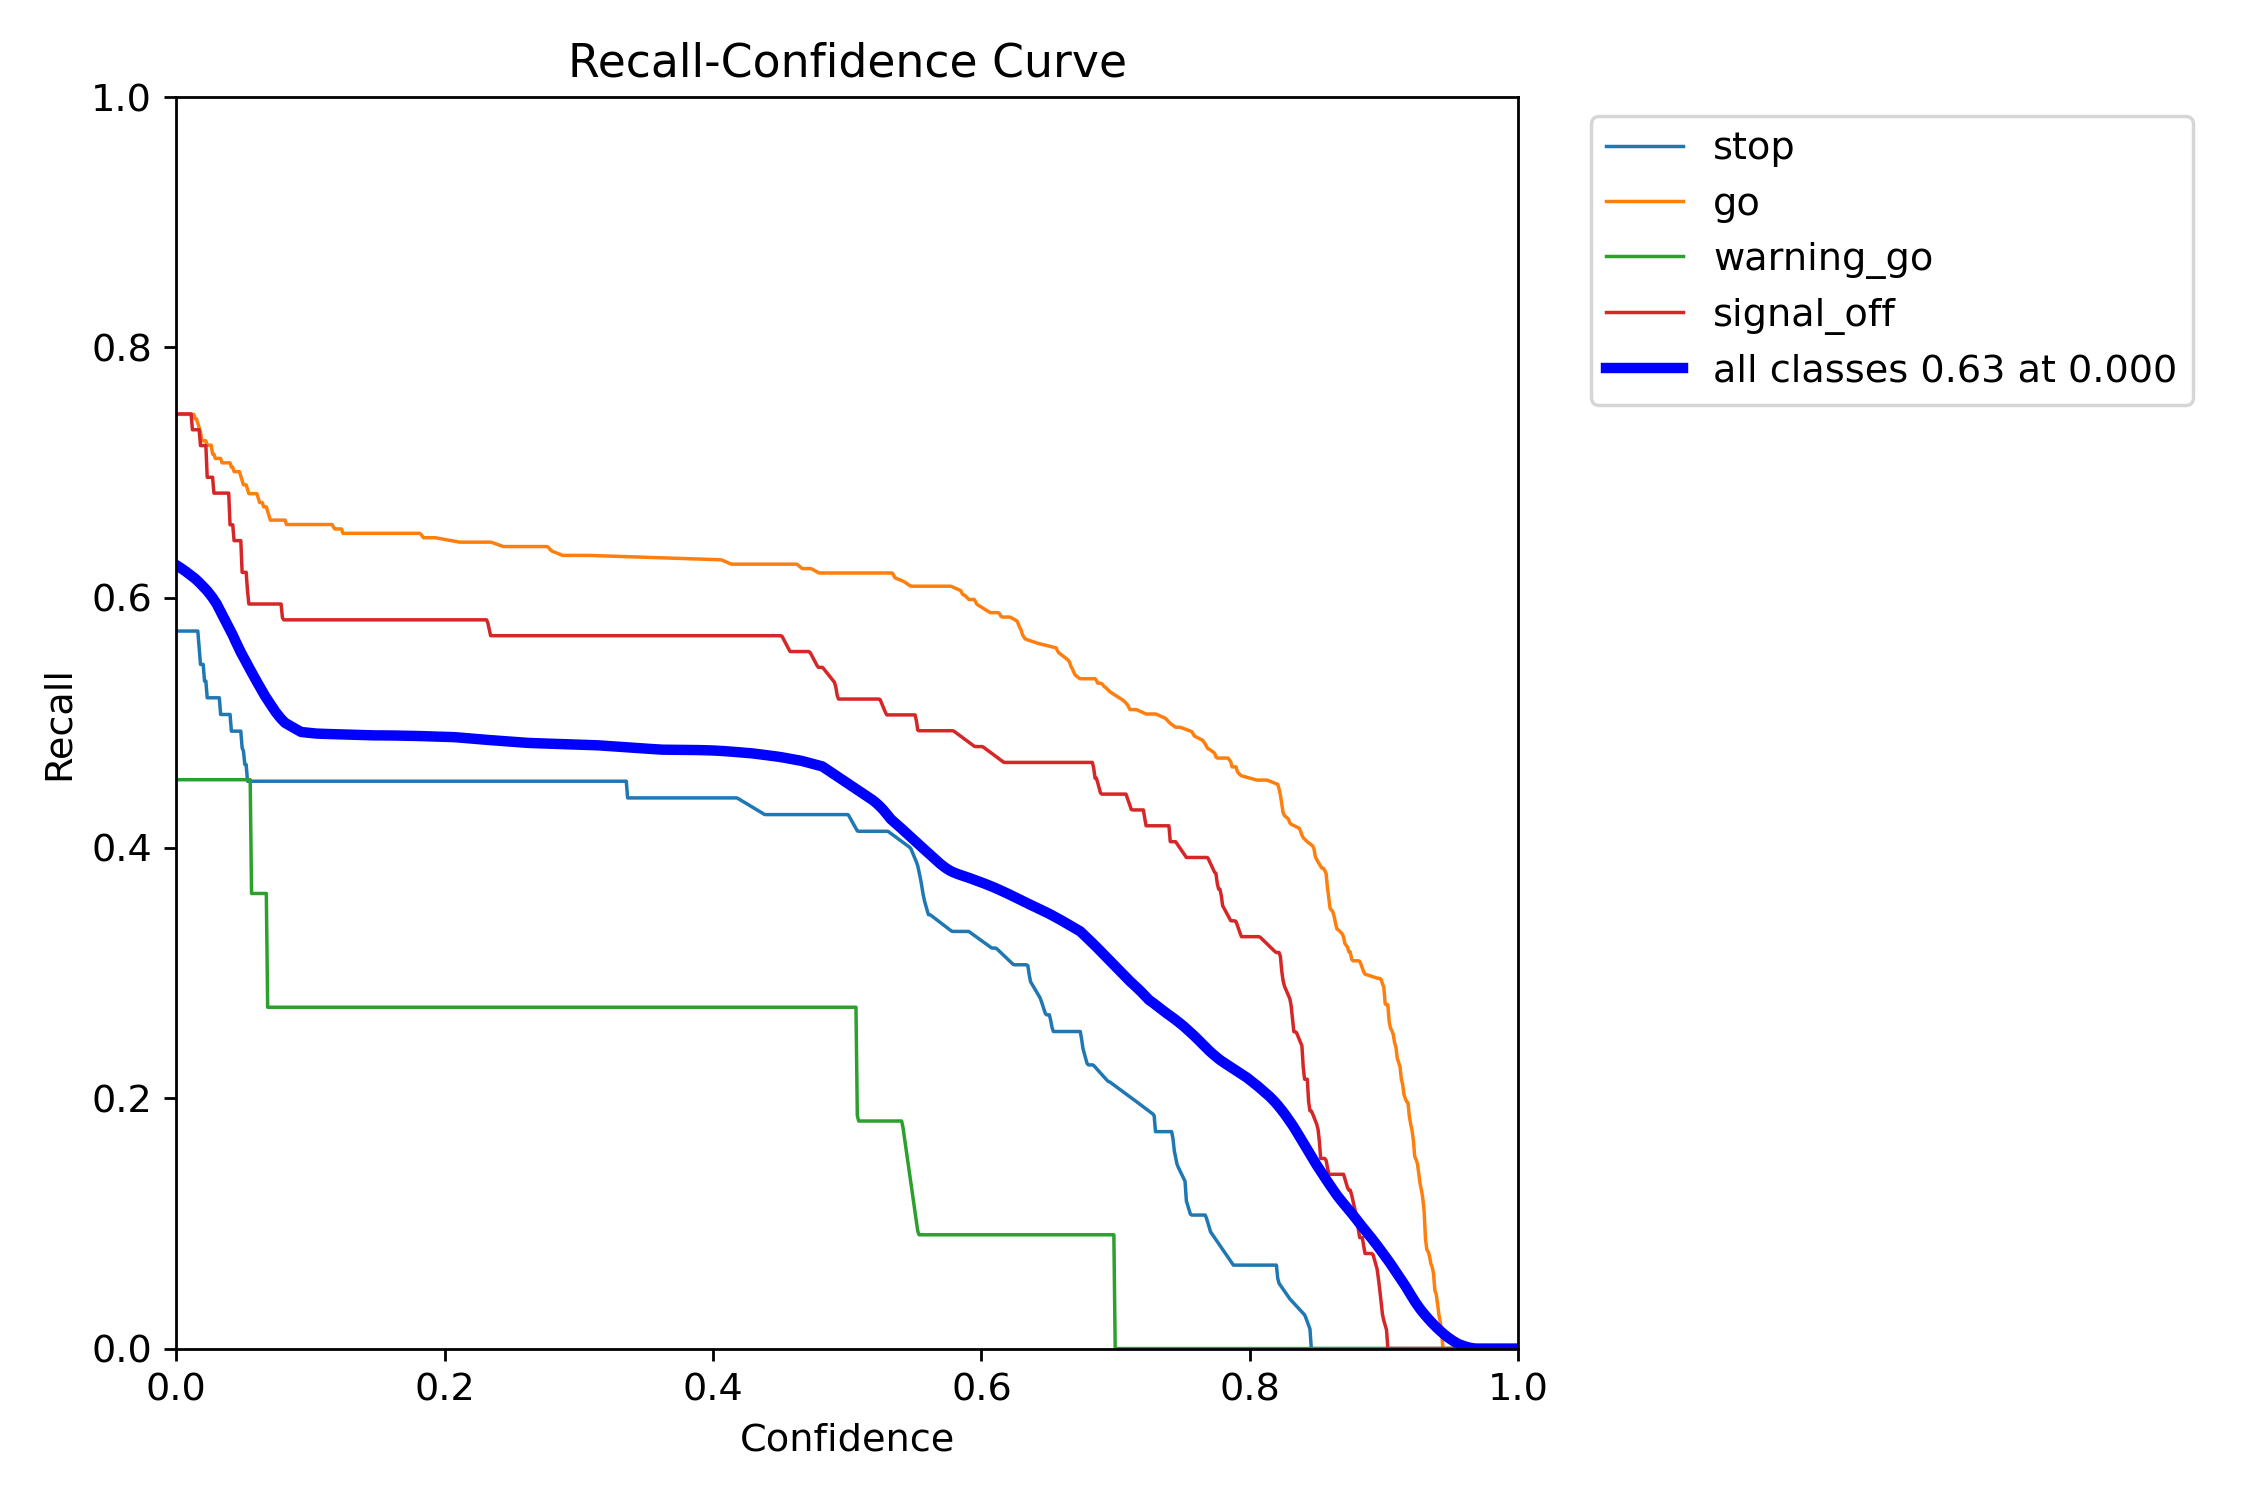 Recall-Confidence Curve
1.0
0.8
0.6
0.4
0.2
0.0
Recall
0.0 0.2 0.4 0.6 0.8 1.0
Confidence
stop
go
warning_go
signal_off
all classes 0.63 at 0.000